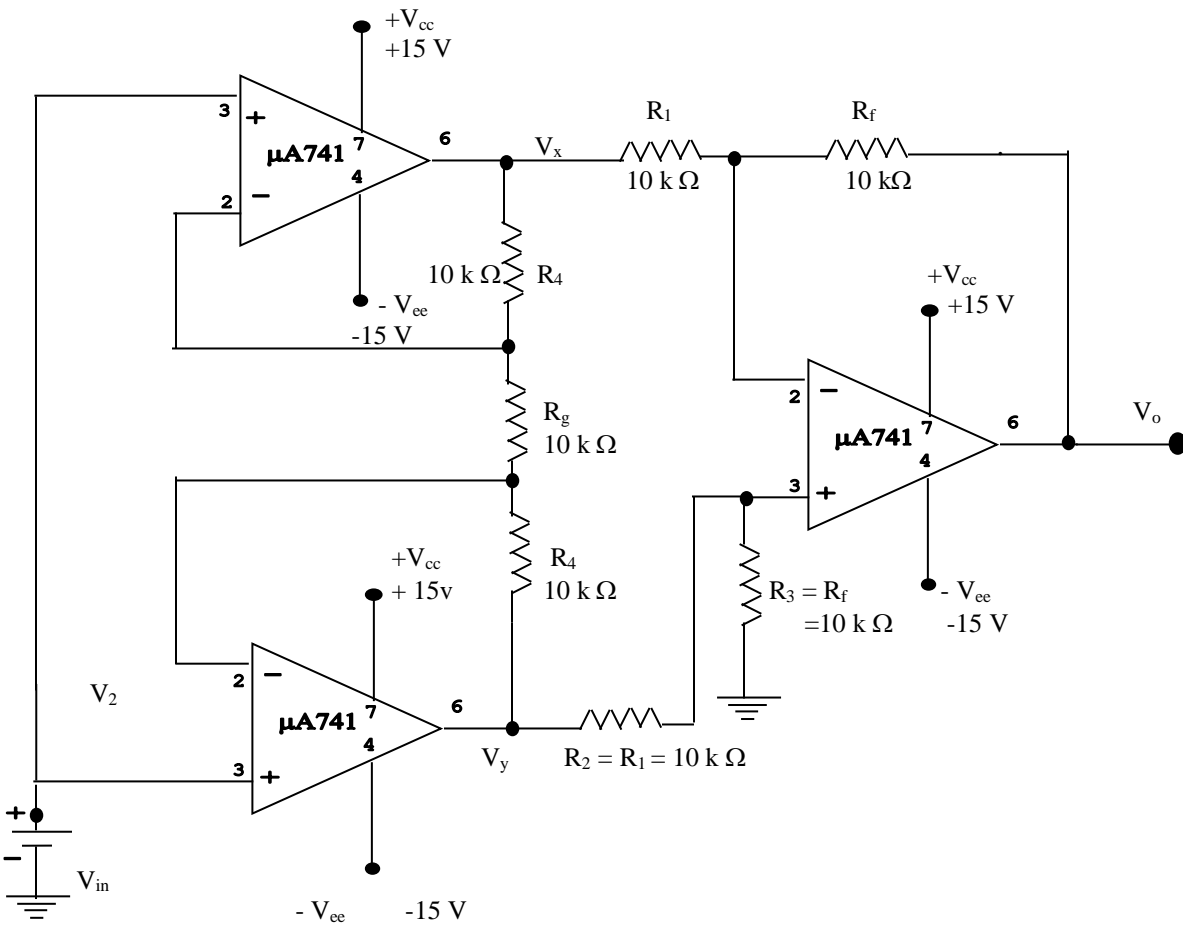 +Vcc
+15 V
3
+
µA741
7
6
4
2
−
- Vee
-15 V
Vx
R1
10 k Ω
Rf
10 kΩ
10 k Ω
R4
Rg
10 k Ω
+Vcc
+15 V
2
−
µA741
7
6
4
3
+
Vo
- Vee
-15 V
R3 = Rf
=10 k Ω
R4
10 k Ω
+Vcc
+ 15v
2
−
µA741
7
6
4
3
+
V2
Vy
R2 = R1 = 10 k Ω
+
−
Vin
- Vee -15 V